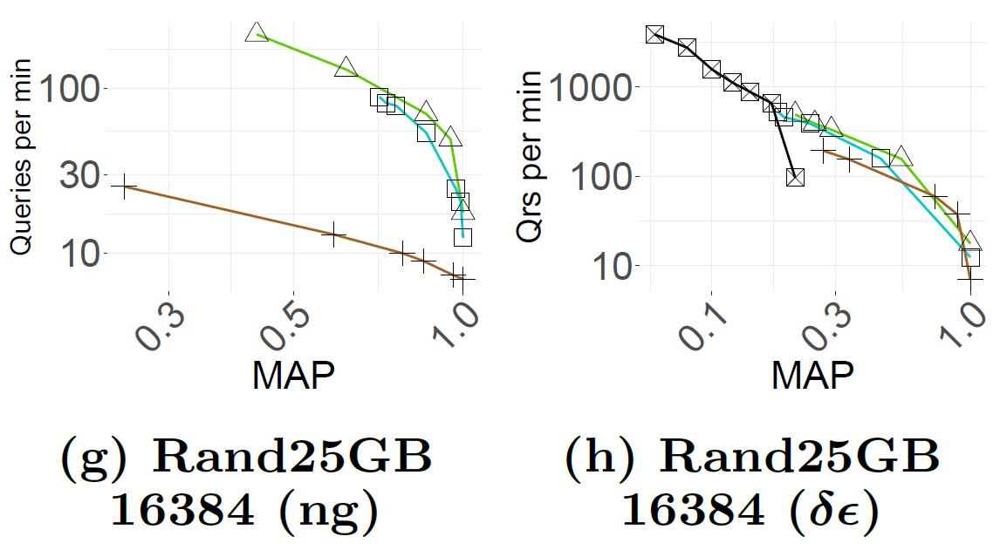 Queries per min
100
30
10
0.3
0.5
1.0
MAP
Qrs per min
1000
100
10
0.1
0.3
1.0
MAP
(g) Rand25GB
16384 (ng)
(h) Rand25GB
16384 (δϵ)